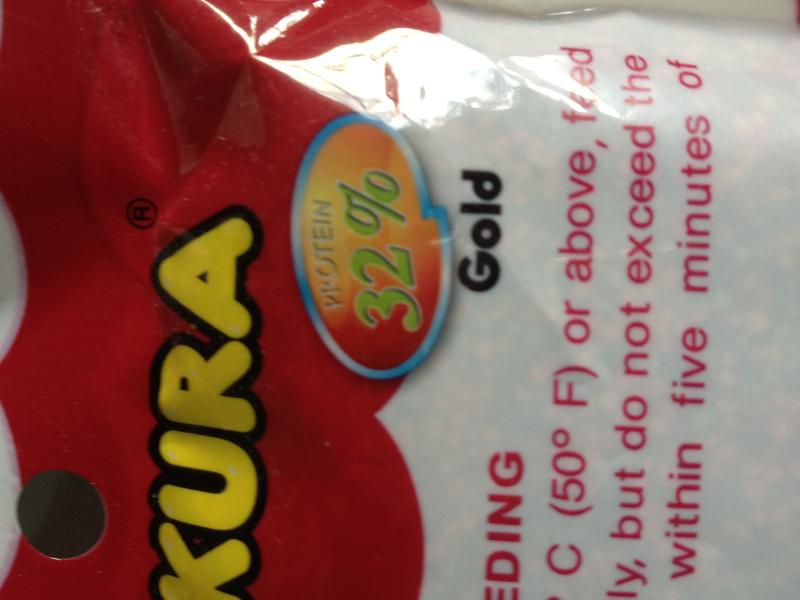 KURA®
PROTEIN
32%
Gold
EDING
° C (50° F) or above, feed
ly, but do not exceed the
within five minutes of